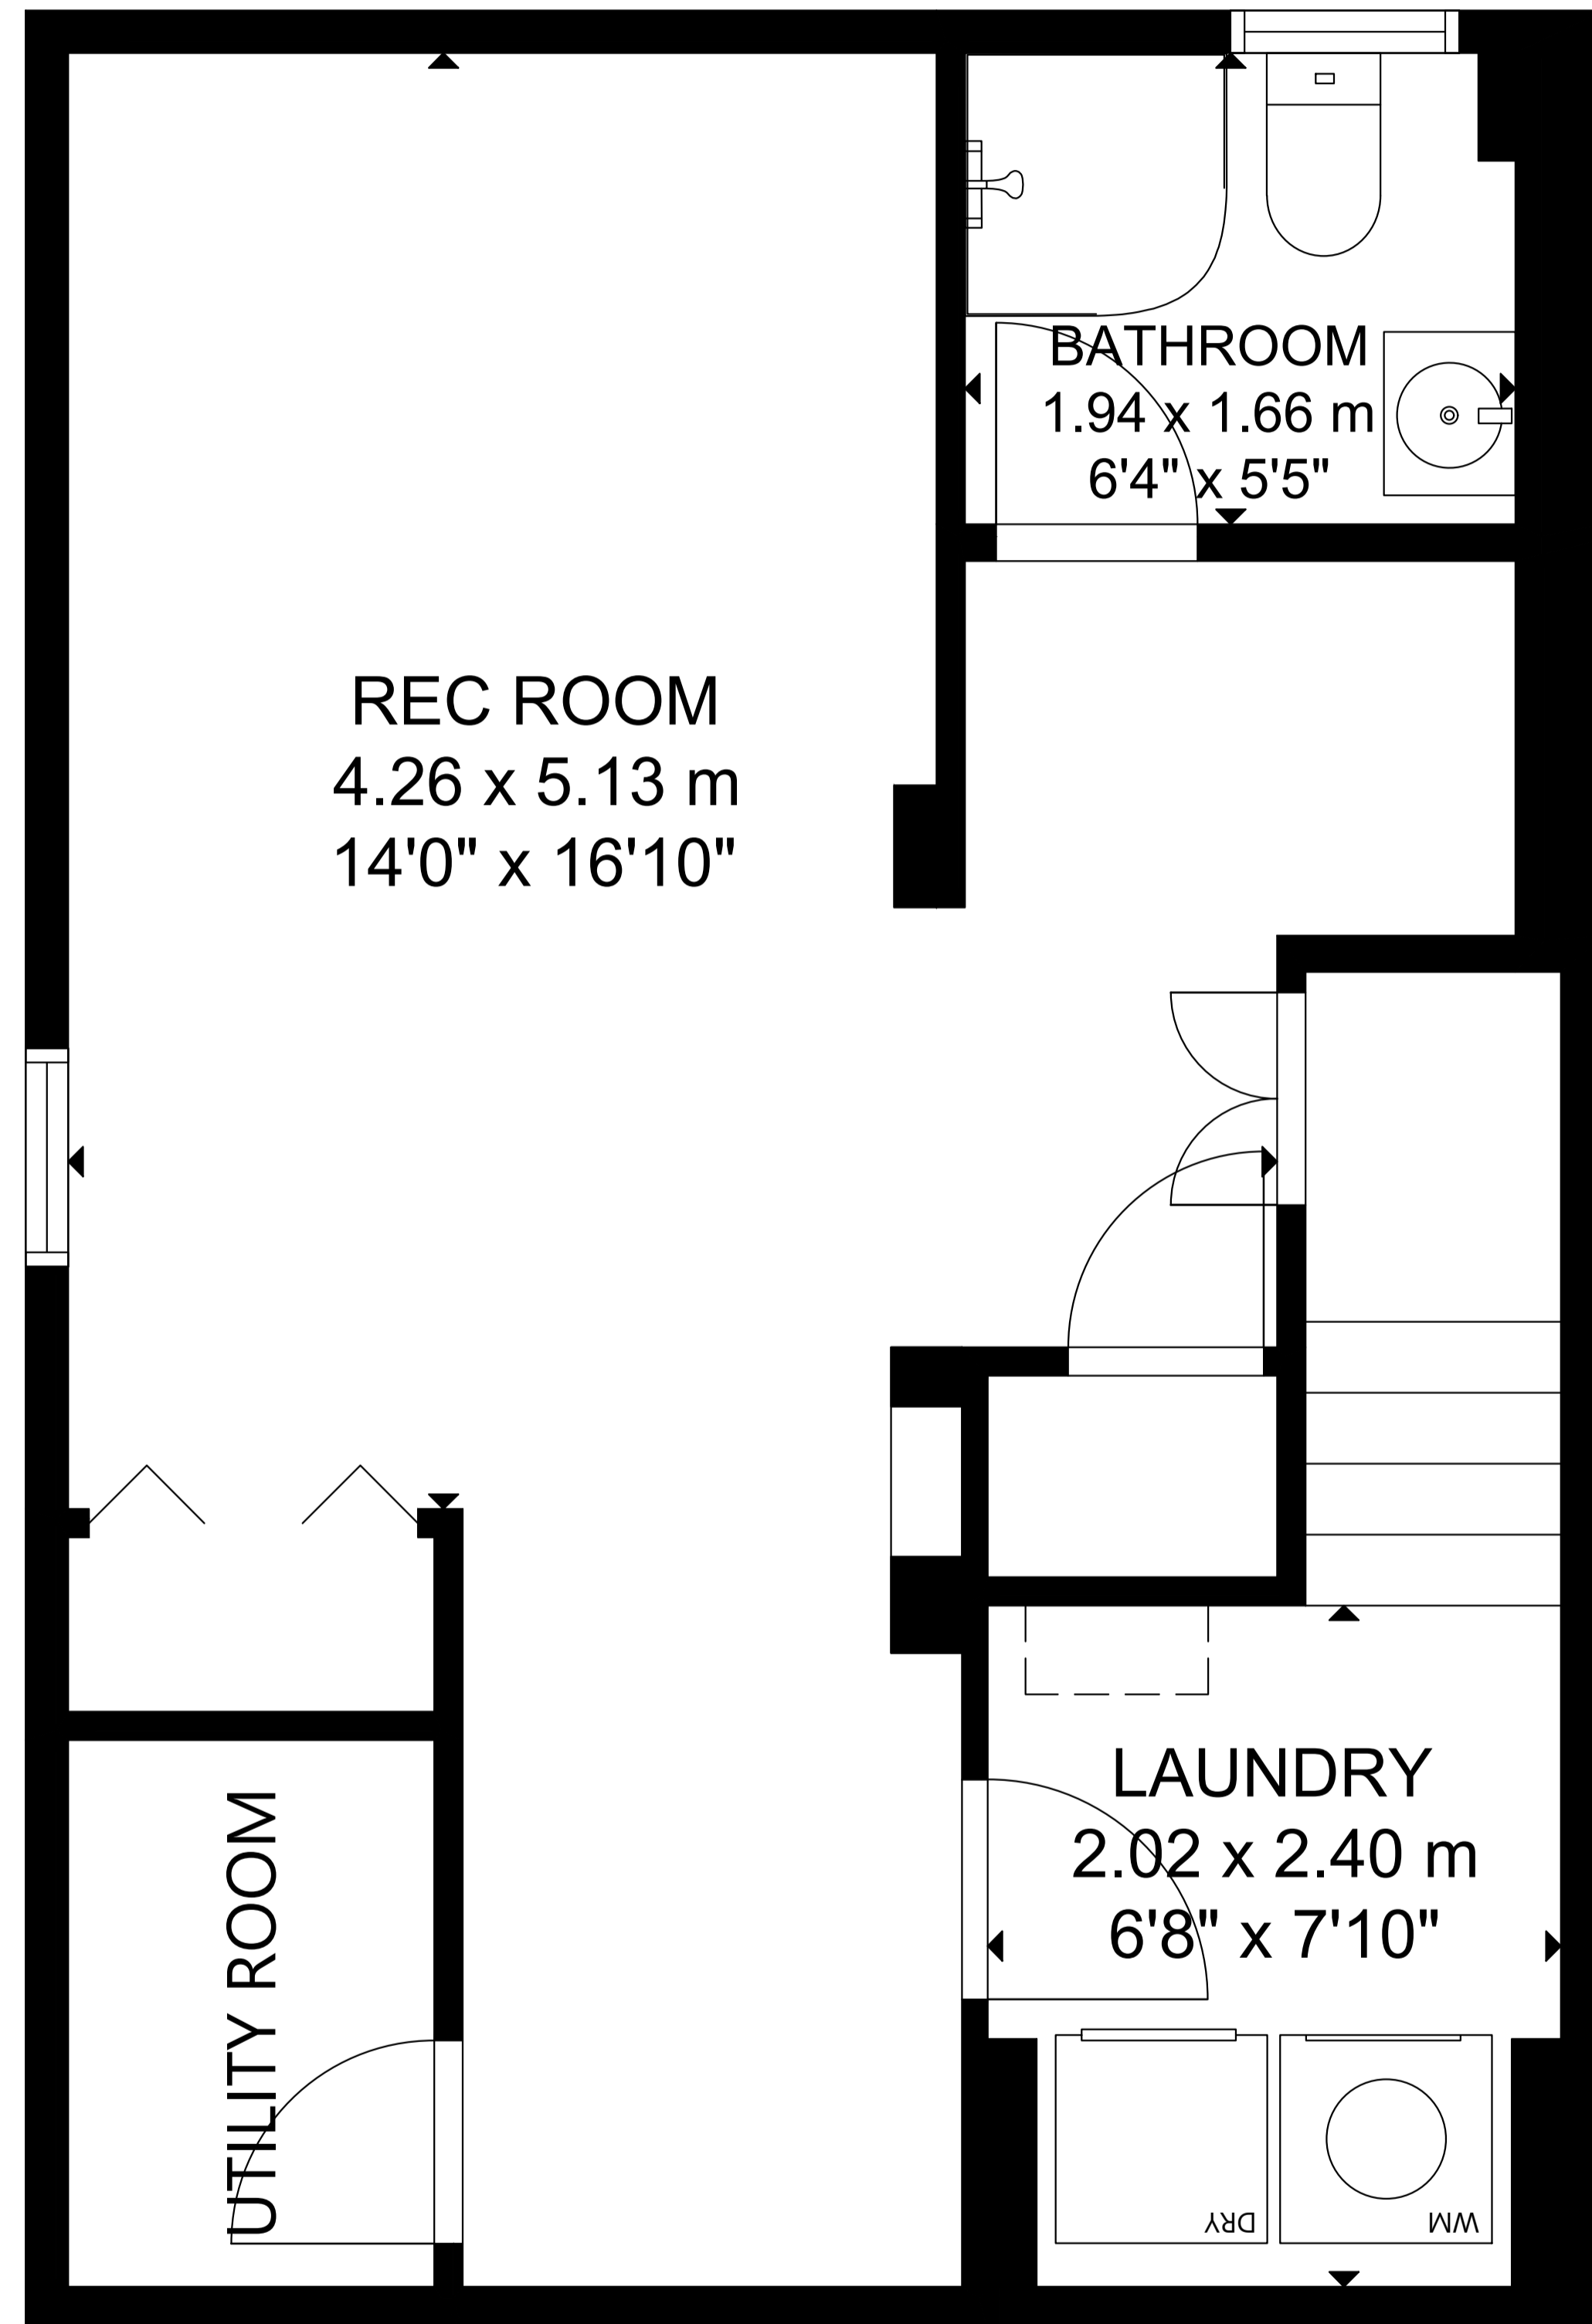 BATHROOM
1.94 x 1.66 m
6'4" x 5'5"
REC ROOM
4.26 x 5.13 m
14'0" x 16'10"
LAUNDRY
2.02 x 2.40 m
6'8" x 7'10"
UTILITY ROOM
DRY
WM